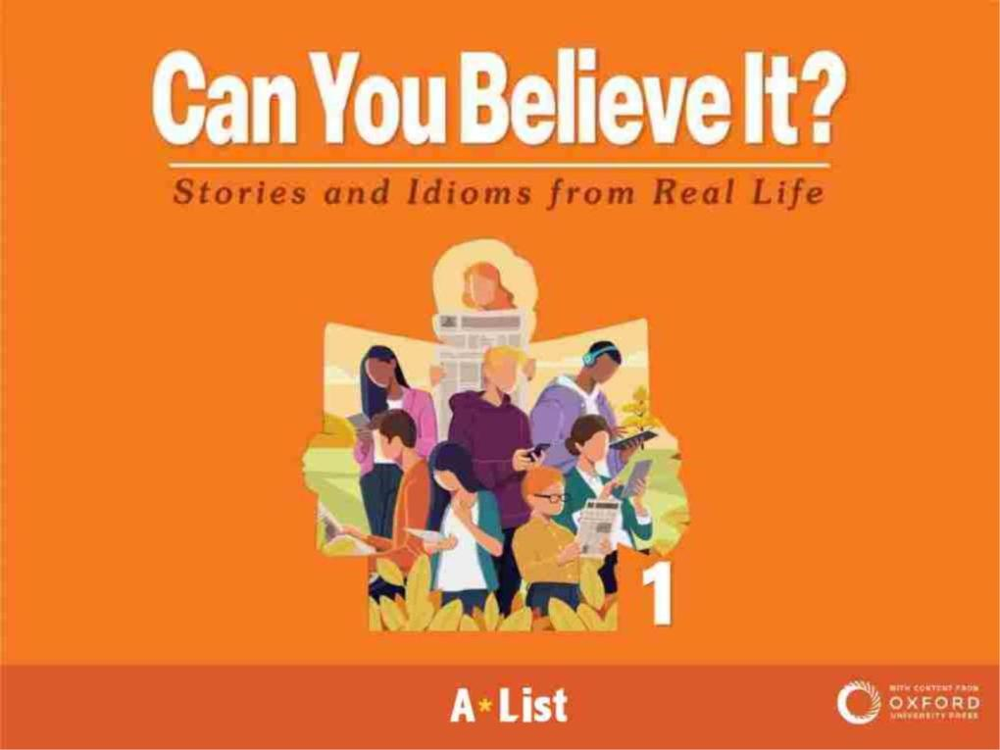 Can You Believe It?
Stories and Idioms from Real Life
1
A*List
WITH CONTENT FROM
OXFORD
UNIVERSITY PRESS